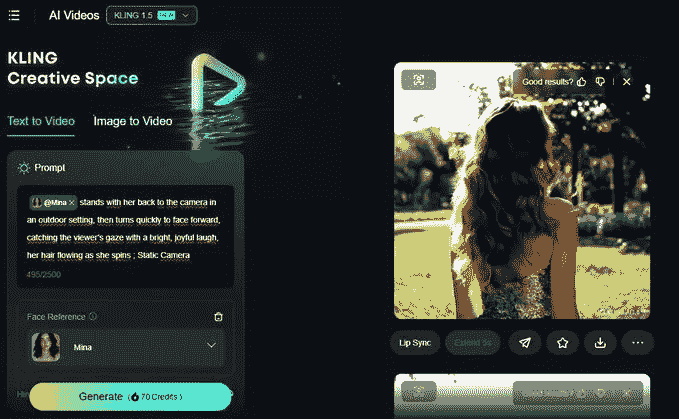 AI Videos
KLING 1.5
KLING
Creative Space
Text to Video
Image to Video
Prompt
@Mina × stands with her back to the camera in
an outdoor setting, then turns quickly to face forward,
catching the viewer's gaze with a bright, joyful laugh,
her hair flowing as she spins ; Static Camera
495/2500
Face Reference
Mina
Generate ( 70 Credits )
Good results?
Lip Sync
Extend 5s